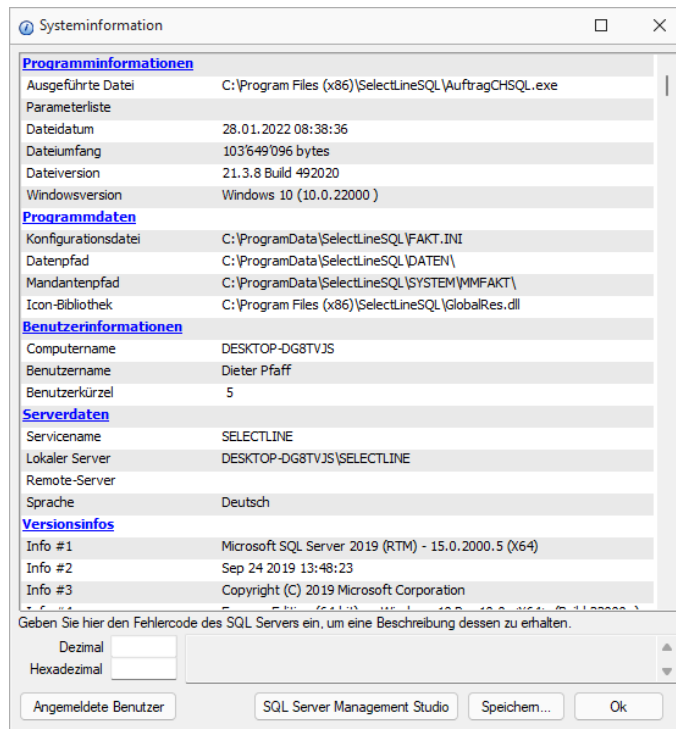 Systeminformation
Programminformationen
Ausgeführte Datei C:\Program Files (x86)\SelectLineSQL\AuftragCHSQL.exe
Parameterliste
Dateidatum 28.01.2022 08:38:36
Dateiumfang 103'649'096 bytes
Dateiversion 21.3.8 Build 492020
Windowsversion Windows 10 (10.0.22000 )
Programmdaten
Konfigurationsdatei C:\ProgramData\SelectLineSQL\FAKT.INI
Datenpfad C:\ProgramData\SelectLineSQL\DATEN\
Mandantenpfad C:\ProgramData\SelectLineSQL\SYSTEM\MMFAKT\
Icon-Bibliothek C:\Program Files (x86)\SelectLineSQL\GlobalRes.dll
Benutzerinformationen
Computername DESKTOP-DG8TVJS
Benutzername Dieter Pfaff
Benutzerkürzel 5
Serverdaten
Servicename SELECTLINE
Lokaler Server DESKTOP-DG8TVJS\SELECTLINE
Remote-Server
Sprache Deutsch
Versionsinfos
Info #1 Microsoft SQL Server 2019 (RTM) - 15.0.2000.5 (X64)
Info #2 Sep 24 2019 13:48:23
Info #3 Copyright (C) 2019 Microsoft Corporation
Geben Sie hier den Fehlercode des SQL Servers ein, um eine Beschreibung dessen zu erhalten.
Dezimal
Hexadezimal
Angemeldete Benutzer SQL Server Management Studio Speichern... Ok